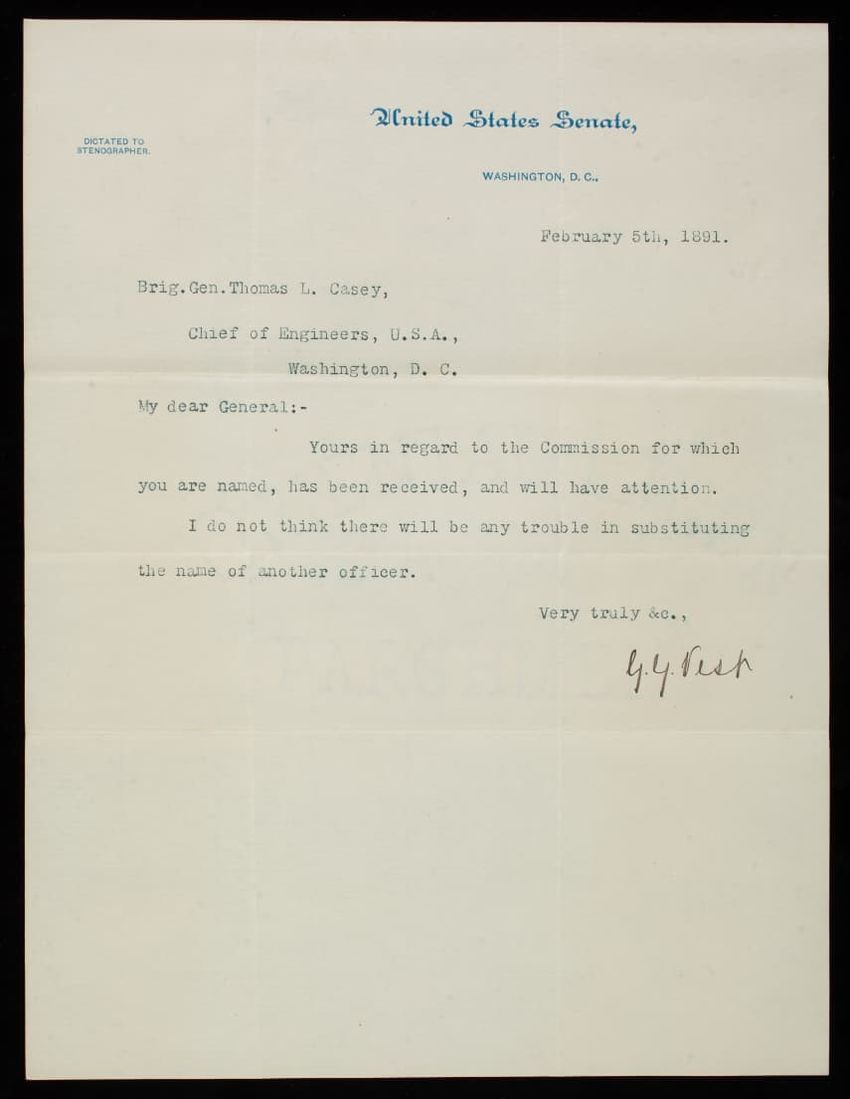 United States Senate,
DICTATED TO
STENOGRAPHER.
WASHINGTON, D. C.,
February 5th, 1891.
Brig.Gen.Thomas L. Casey,
Chief of Engineers, U.S.A.,
Washington, D. C.
My dear General:-
Yours in regard to the Commission for which
you are named, has been received, and will have attention.
I do not think there will be any trouble in substituting
the name of another officer.
Very truly &c.,
G. G. Vest